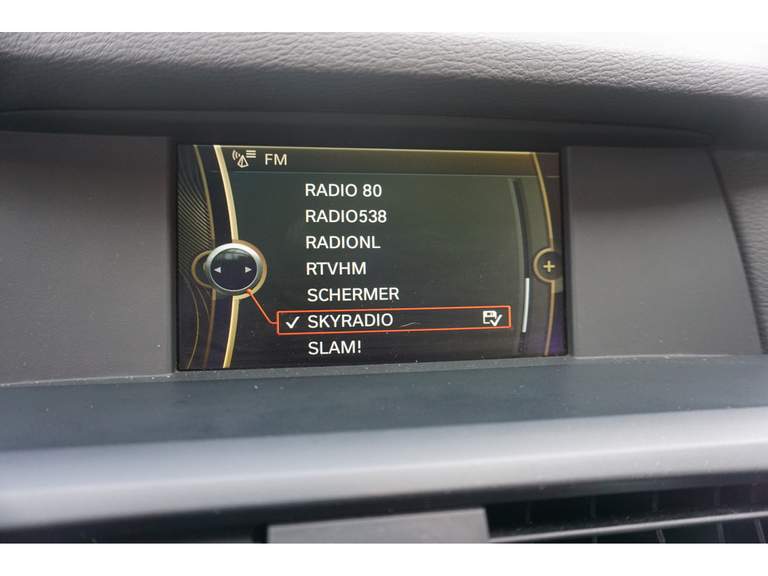 FM
RADIO 80
RADIO538
RADIONL
RTVHM
SCHERMER
SKYRADIO
SLAM!